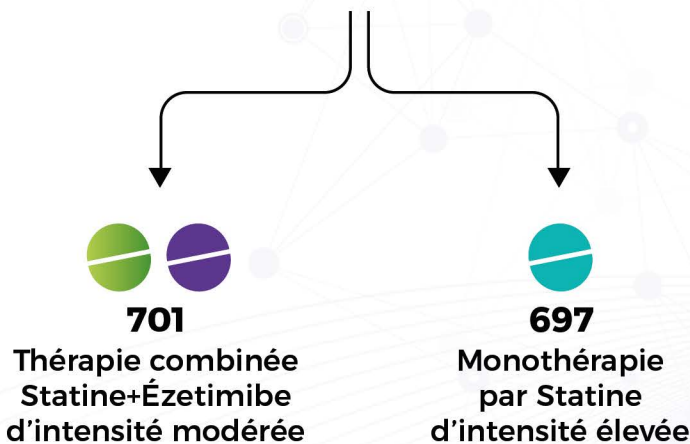 701
Thérapie combinée
Statine+Ézetimibe
d'intensité modérée
697
Monothérapie
par Statine
d'intensité élevée